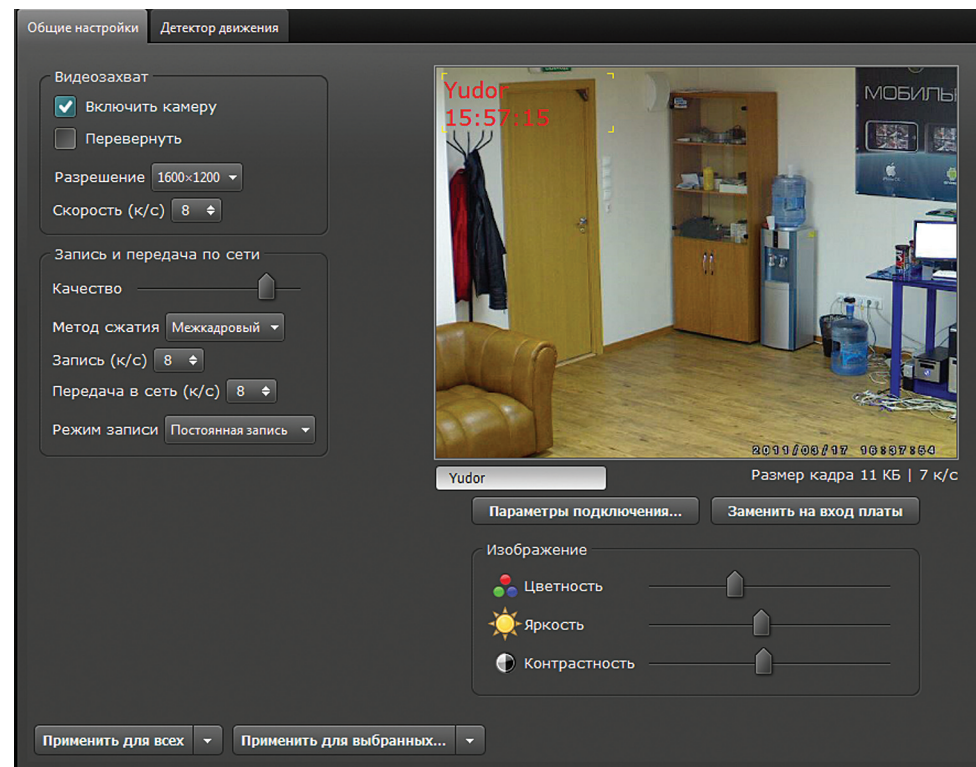 Общие настройки
Детектор движения
Видеозахват
Включить камеру
Перевернуть
Разрешение 1600×1200
Скорость (к/с) 8
Запись и передача по сети
Качество
Метод сжатия Межкадровый
Запись (к/с) 8
Передача в сеть (к/с) 8
Режим записи Постоянная запись
Yudor
15:57:15
МОБИЛЬ
2011/03/17 16:37:54
Yudor
Размер кадра 11 КБ | 7 к/с
Параметры подключения...
Заменить на вход платы
Изображение
Цветность
Яркость
Контрастность
Применить для всех
Применить для выбранных...